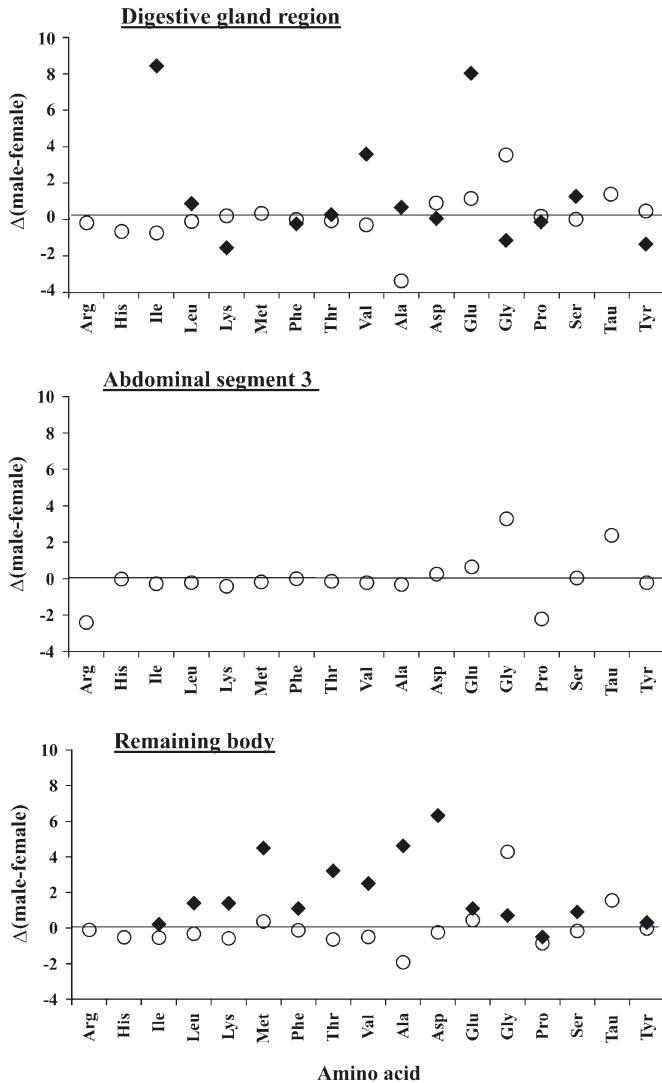 Digestive gland region
Δ(male-female)
10
8
6
4
2
0
-2
-4
Arg His Ile Leu Lys Met Phe Thr Val Ala Asp Glu Gly Pro Ser Tau Tyr
Abdominal segment 3
Δ(male-female)
10
8
6
4
2
0
-2
-4
Arg His Ile Leu Lys Met Phe Thr Val Ala Asp Glu Gly Pro Ser Tau Tyr
Remaining body
Δ(male-female)
10
8
6
4
2
0
-2
-4
Arg His Ile Leu Lys Met Phe Thr Val Ala Asp Glu Gly Pro Ser Tau Tyr
Amino acid